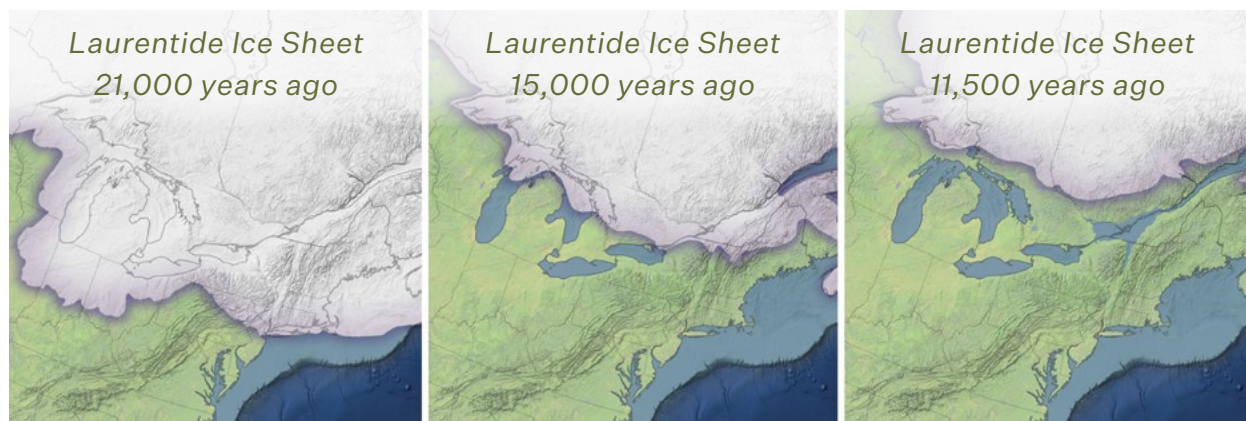 Laurentide Ice Sheet
21,000 years ago
Laurentide Ice Sheet
15,000 years ago
Laurentide Ice Sheet
11,500 years ago